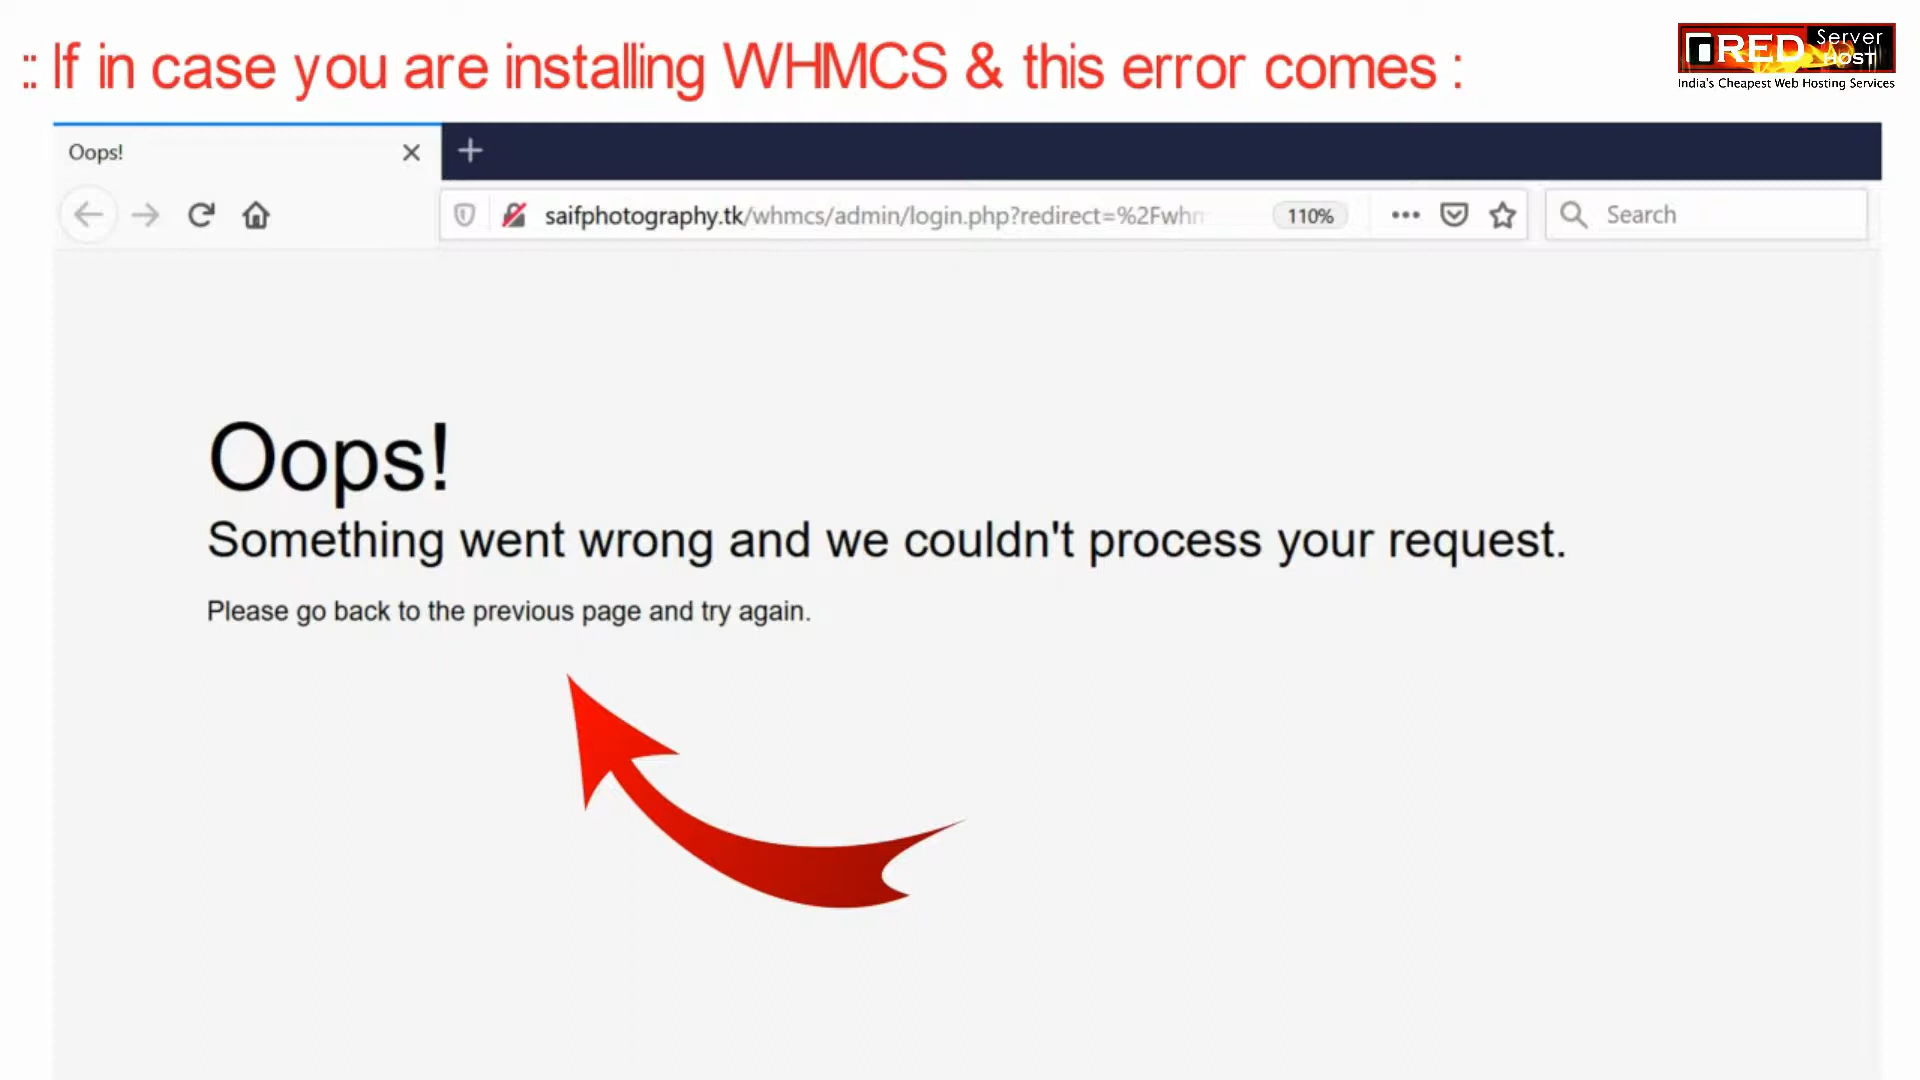 :: If in case you are installing WHMCS & this error comes :
RED Server HOST
India's Cheapest Web Hosting Services
Oops!
saifphotography.tk/whmcs/admin/login.php?redirect=%2Fwhm
110%
Search
Oops!
Something went wrong and we couldn't process your request.
Please go back to the previous page and try again.